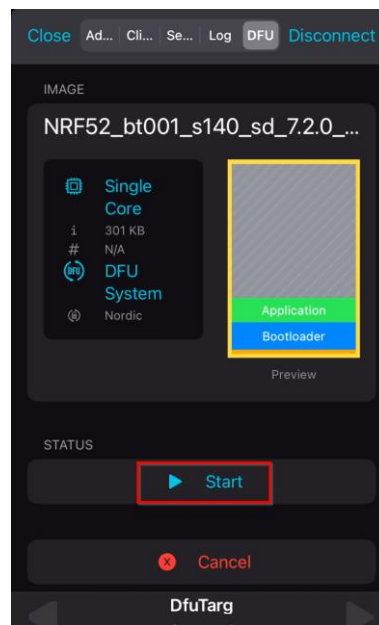 Close Ad... Cli... Se... Log DFU Disconnect
IMAGE
NRF52_bt001_s140_sd_7.2.0_...
Single
Core
i 301 KB
# N/A
DFU DFU
System
Nordic
Application
Bootloader
Preview
STATUS
Start
X Cancel
DfuTarg